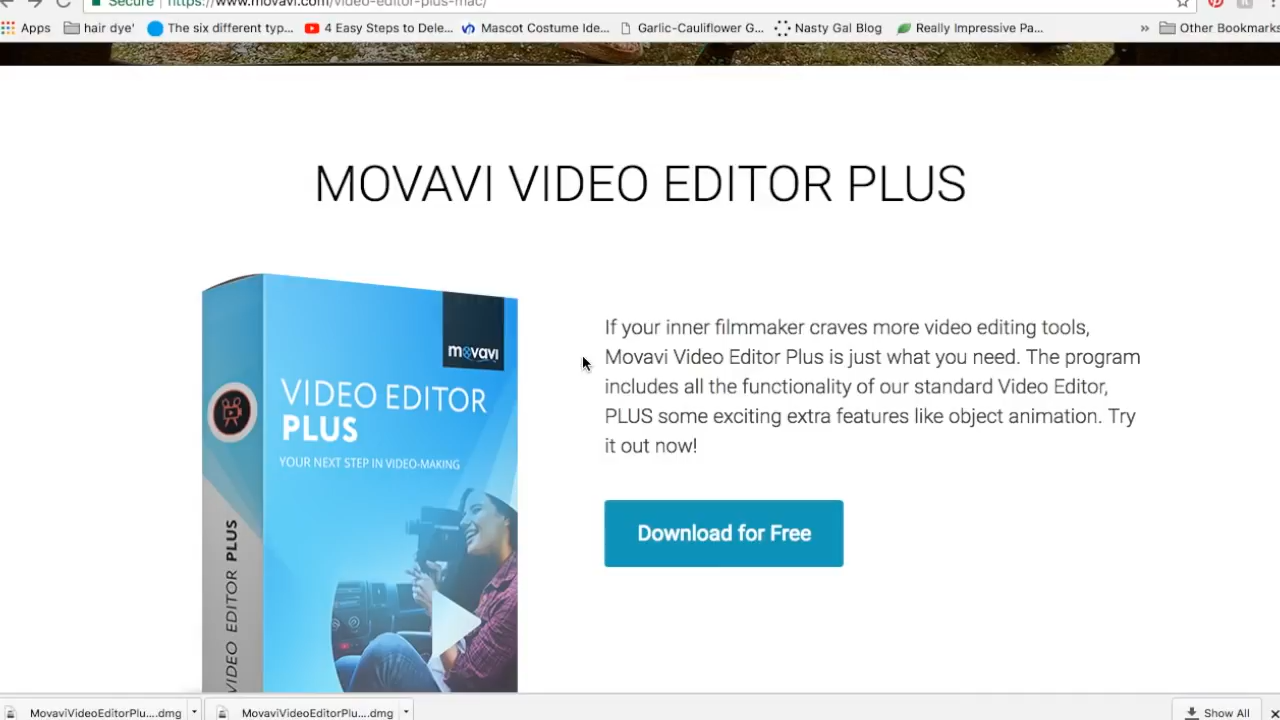 Secure https://www.movavi.com/video-editor-plus-mac/
Apps hair dye' The six different typ... 4 Easy Steps to Dele... Mascot Costume Ide... Garlic-Cauliflower G... Nasty Gal Blog Really Impressive Pa... » Other Bookmarks
MOVAVI VIDEO EDITOR PLUS
movavi
VIDEO EDITOR
PLUS
YOUR NEXT STEP IN VIDEO-MAKING
VIDEO EDITOR PLUS
If your inner filmmaker craves more video editing tools,
Movavi Video Editor Plus is just what you need. The program
includes all the functionality of our standard Video Editor,
PLUS some exciting extra features like object animation. Try
it out now!
Download for Free
MovaviVideoEditorPlu....dmg MovaviVideoEditorPlu....dmg Show All